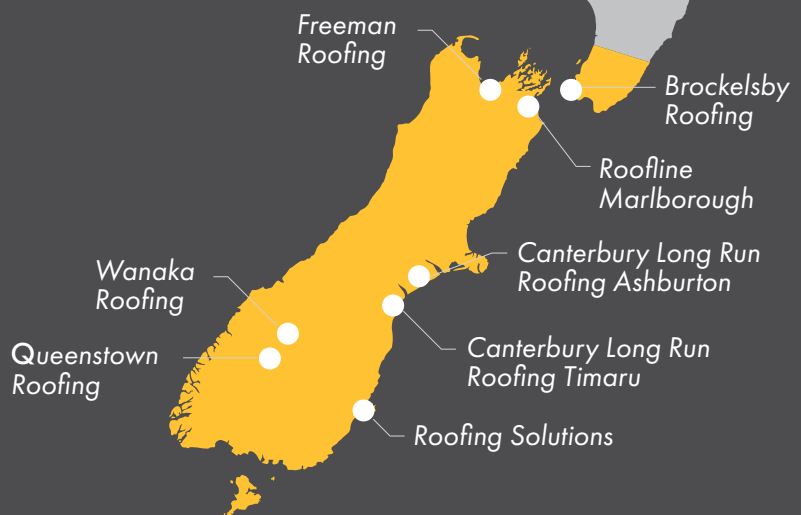 Freeman
Roofing
Brockelsby
Roofing
Roofline
Marlborough
Canterbury Long Run
Roofing Ashburton
Wanaka
Roofing
Queenstown
Roofing
Canterbury Long Run
Roofing Timaru
Roofing Solutions